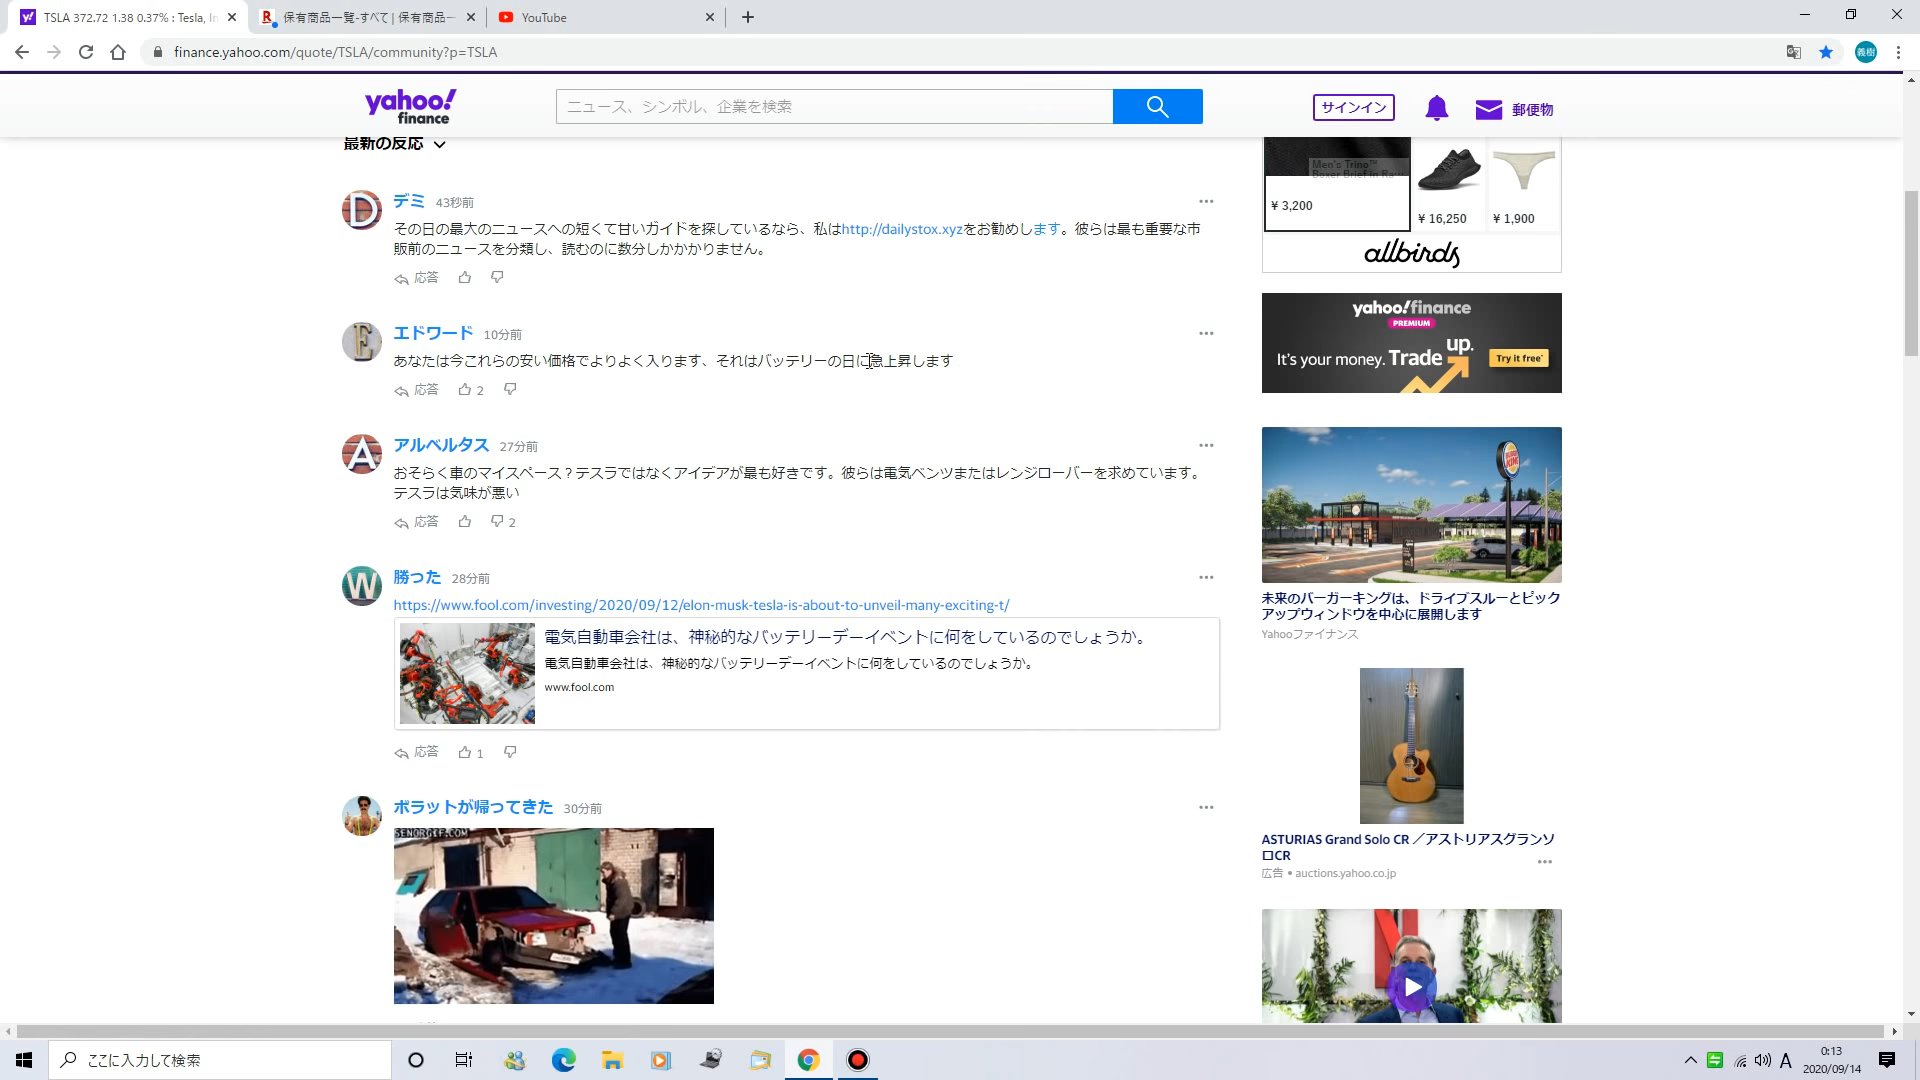 TSLA 372.72 1.38 0.37% : Tesla, In
保有商品一覧-すべて | 保有商品一
YouTube
finance.yahoo.com/quote/TSLA/community?p=TSLA
義樹
yahoo!
finance
ニュース、シンボル、企業を検索
サインイン
郵便物
最新の反応
デミ 43秒前
その日の最大のニュースへの短くて甘いガイドを探しているなら、私はhttp://dailystox.xyzをお勧めします。彼らは最も重要な市
販前のニュースを分類し、読むのに数分しかかかりません。
応答
エドワード 10分前
あなたは今これらの安い価格でよりよく入ります、それはバッテリーの日に急上昇します
応答 2
アルベルタス 27分前
おそらく車のマイスペース？テスラではなくアイデアが最も好きです。彼らは電気ベンツまたはレンジローバーを求めています。
テスラは気味が悪い
応答 2
勝った 28分前
https://www.fool.com/investing/2020/09/12/elon-musk-tesla-is-about-to-unveil-many-exciting-t/
電気自動車会社は、神秘的なバッテリーデーイベントに何をしているのでしょうか。
電気自動車会社は、神秘的なバッテリーデーイベントに何をしているのでしょうか。
www.fool.com
応答 1
ボラットが帰ってきた 30分前
SENORGIF.COM
Men's Trino™
Boxer Brief in Ra
¥ 3,200
¥ 16,250
¥ 1,900
allbirds
yahoo!finance
PREMIUM
It's your money. Trade up.
Try it free*
BURGER KING
未来のバーガーキングは、ドライブスルーとピック
アップウィンドウを中心に展開します
Yahooファイナンス
ASTURIAS Grand Solo CR ／アストリアスグランソ
ロCR
広告 • auctions.yahoo.co.jp
ここに入力して検索
A
0:13
2020/09/14